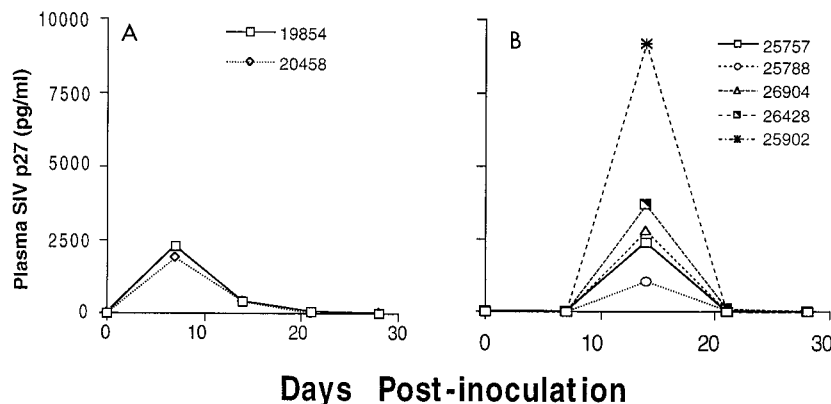 A
19854
20458
B
25757
25788
26904
26428
25902
Plasma SIV p27 (pg/ml)
10000
7500
5000
2500
0
0 10 20 30
0 10 20 30
Days Post-inoculation